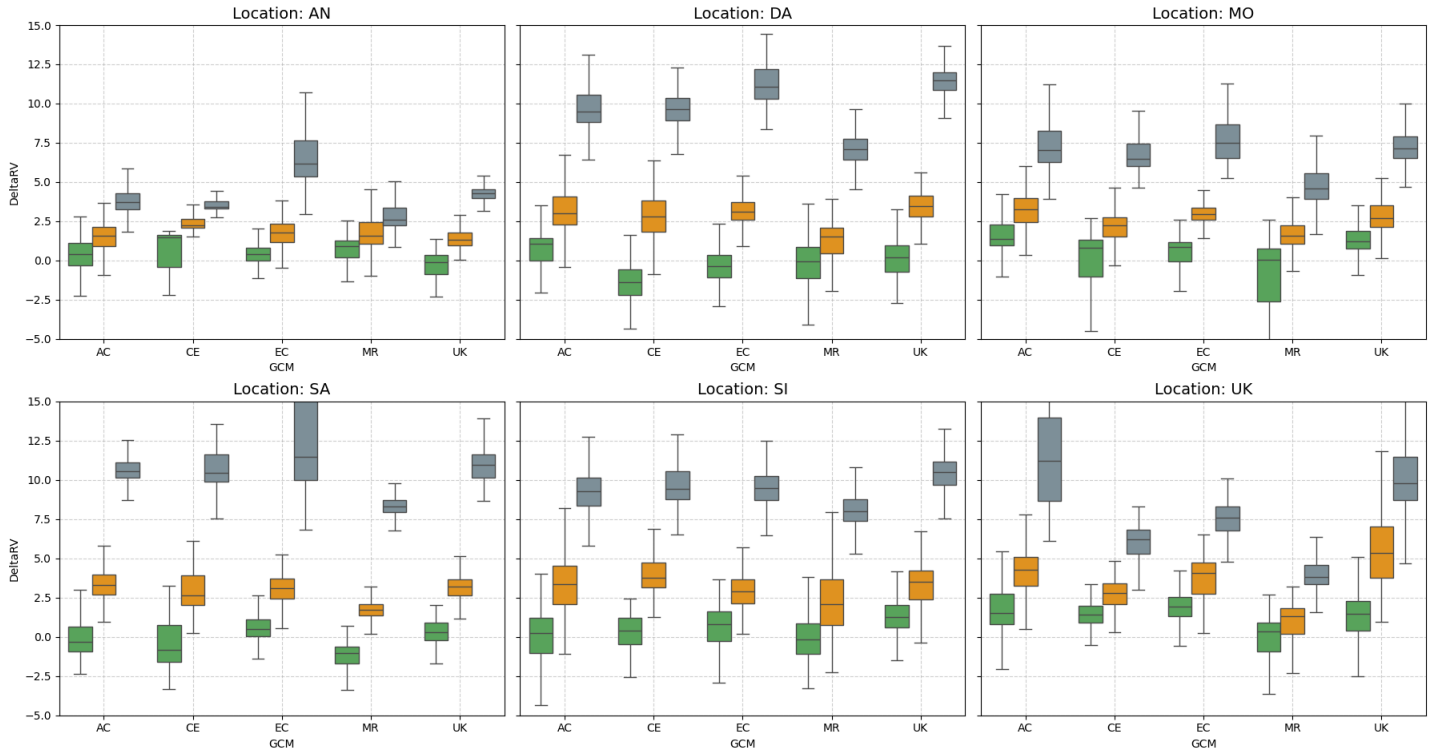 Location: AN
Location: DA
Location: MO
15.0
12.5
10.0
7.5
5.0
2.5
0.0
−2.5
−5.0
DeltaRV
AC CE EC MR UK
AC CE EC MR UK
AC CE EC MR UK
GCM
GCM
GCM
Location: SA
Location: SI
Location: UK
15.0
12.5
10.0
7.5
5.0
2.5
0.0
−2.5
−5.0
DeltaRV
AC CE EC MR UK
AC CE EC MR UK
AC CE EC MR UK
GCM
GCM
GCM